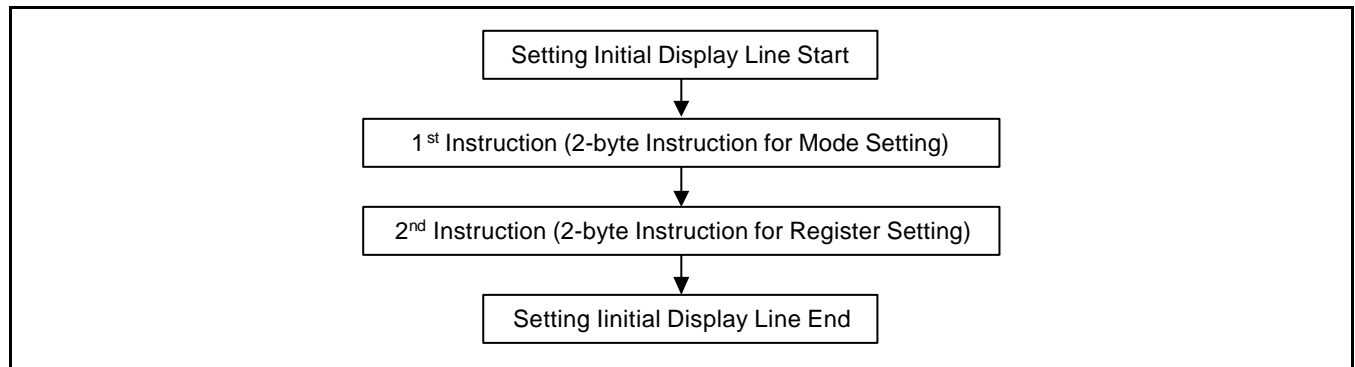 Setting Initial Display Line Start
1st Instruction (2-byte Instruction for Mode Setting)
2nd Instruction (2-byte Instruction for Register Setting)
Setting Iinitial Display Line End